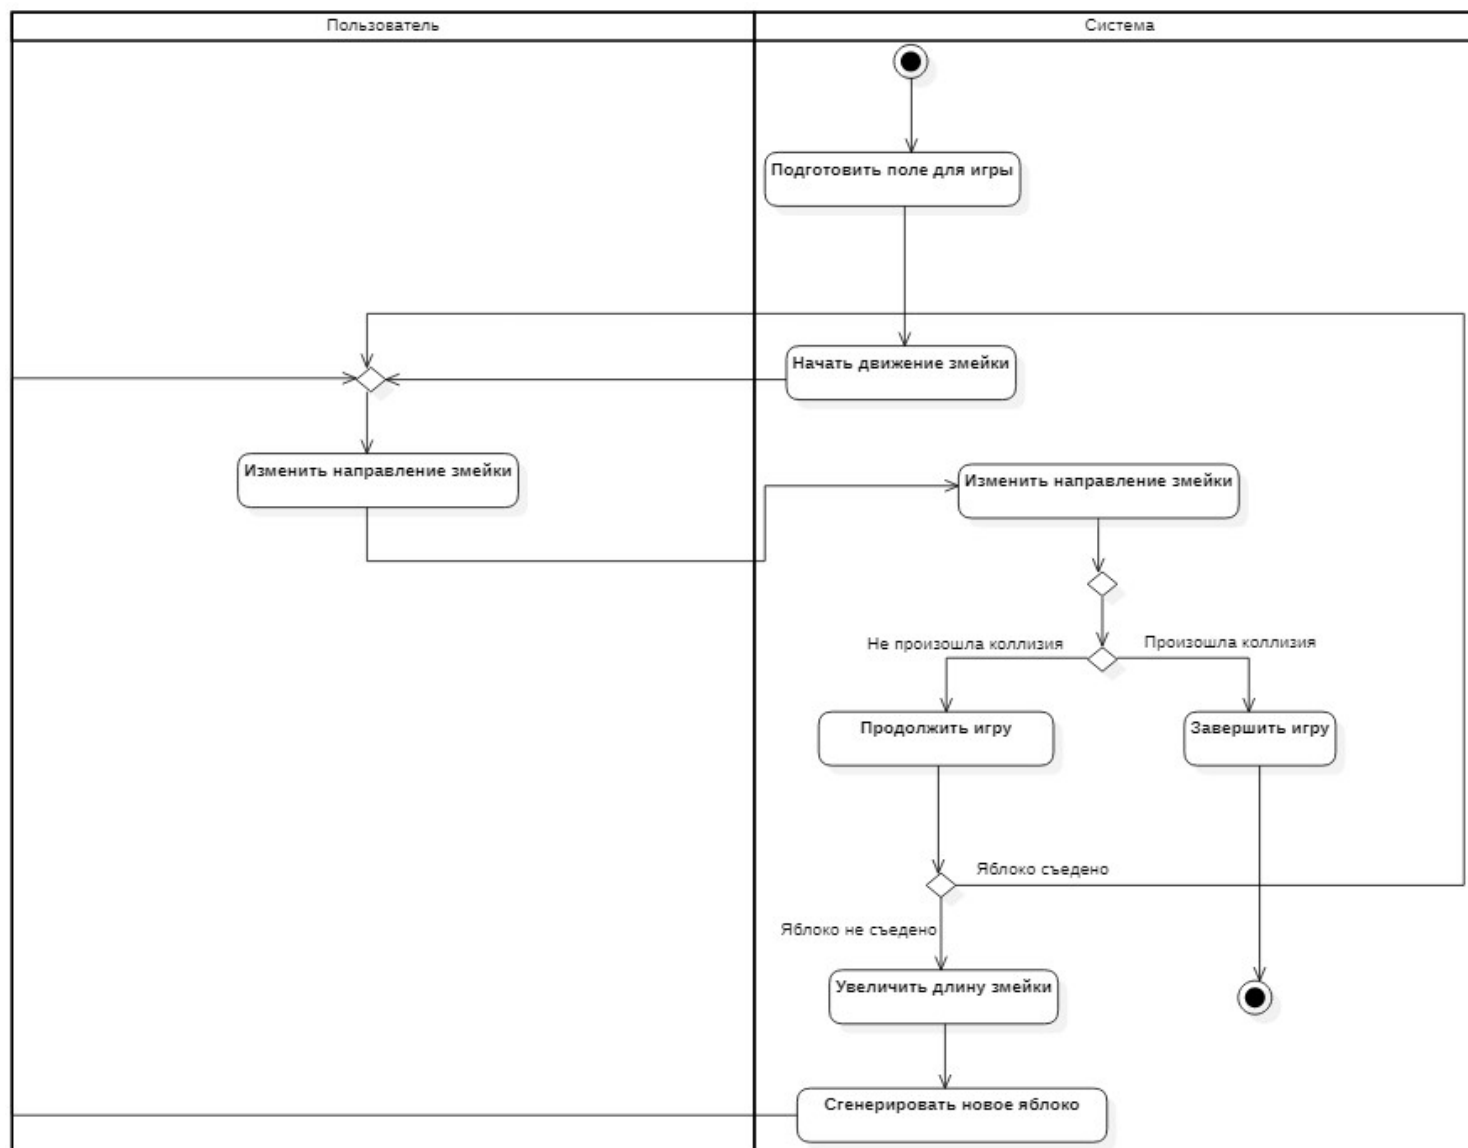 Пользователь
Система
Подготовить поле для игры
Начать движение змейки
Изменить направление змейки
Изменить направление змейки
Не произошла коллизия
Произошла коллизия
Продолжить игру
Завершить игру
Яблоко съедено
Яблоко не съедено
Увеличить длину змейки
Сгенерировать новое яблоко